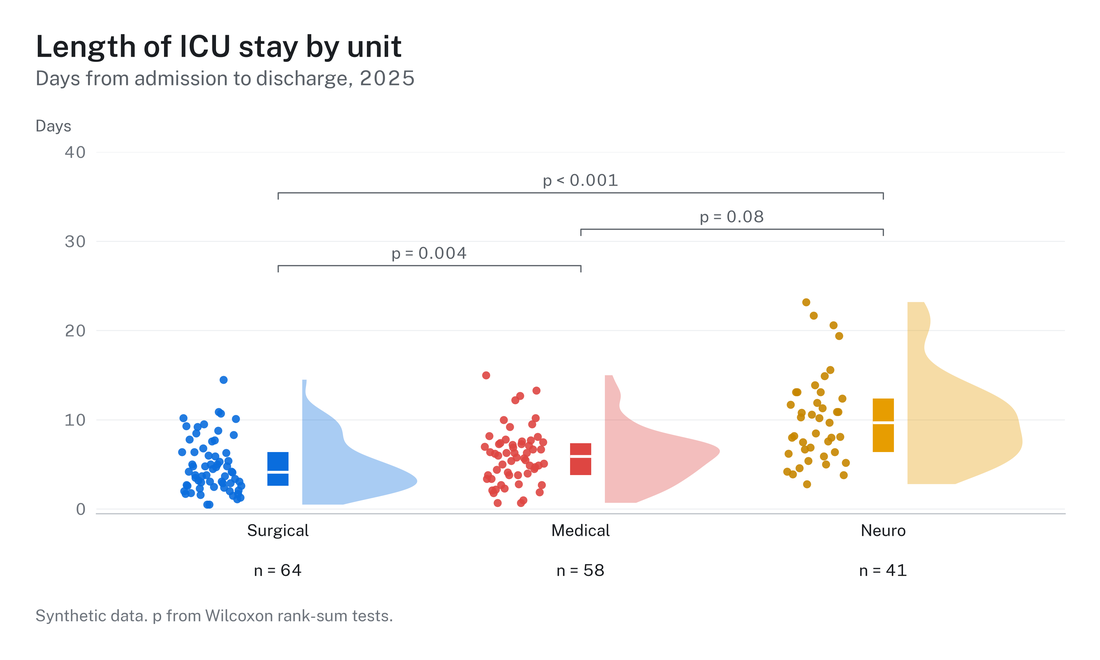 Length of ICU stay by unit
Days from admission to discharge, 2025
Days
40
p < 0.001
p = 0.08
30
p = 0.004
20
10
0
Surgical
Medical
Neuro
n = 64
n = 58
n = 41
Synthetic data. p from Wilcoxon rank-sum tests.